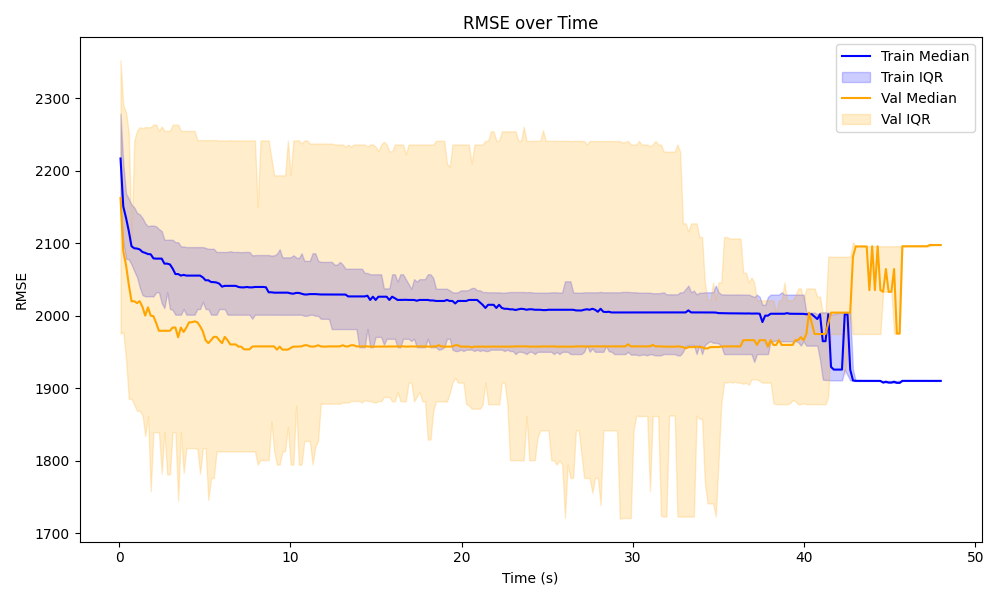 RMSE over Time
Train Median
Train IQR
Val Median
Val IQR
RMSE
2300
2200
2100
2000
1900
1800
1700
0 10 20 30 40 50
Time (s)